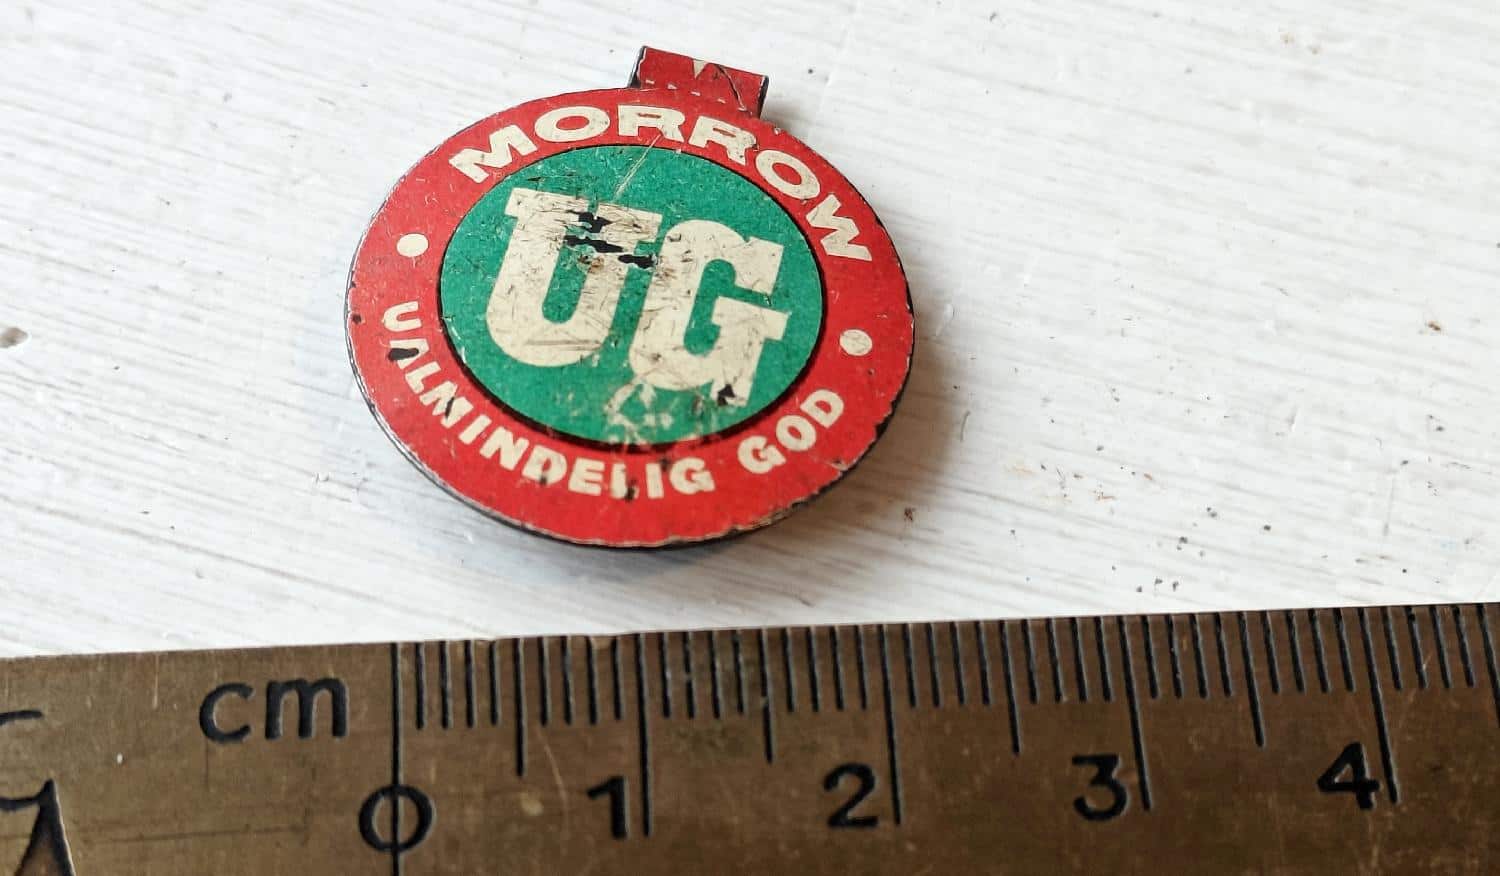 MORROW
UG
UALMINDELIG GOD
cm
0 1 2 3 4